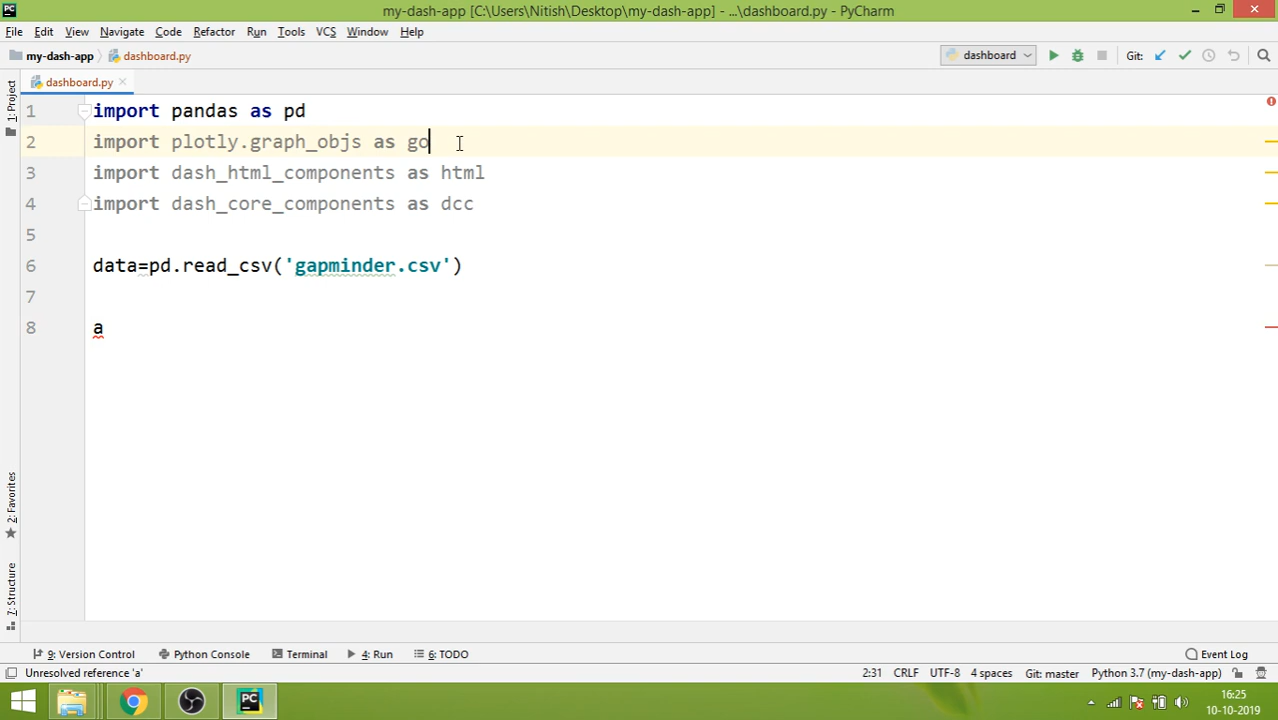 my-dash-app [C:\Users\Nitish\Desktop\my-dash-app] - ...\dashboard.py - PyCharm
File Edit View Navigate Code Refactor Run Tools VCS Window Help
my-dash-app dashboard.py dashboard Git:
dashboard.py
1: Project
1 import pandas as pd
2 import plotly.graph_objs as go
3 import dash_html_components as html
4 import dash_core_components as dcc
5
6 data=pd.read_csv('gapminder.csv')
7
8 a
2: Favorites
7: Structure
9: Version Control Python Console Terminal 4: Run 6: TODO Event Log
Unresolved reference 'a' 2:31 CRLF UTF-8 4 spaces Git: master Python 3.7 (my-dash-app)
PC 16:25
10-10-2019